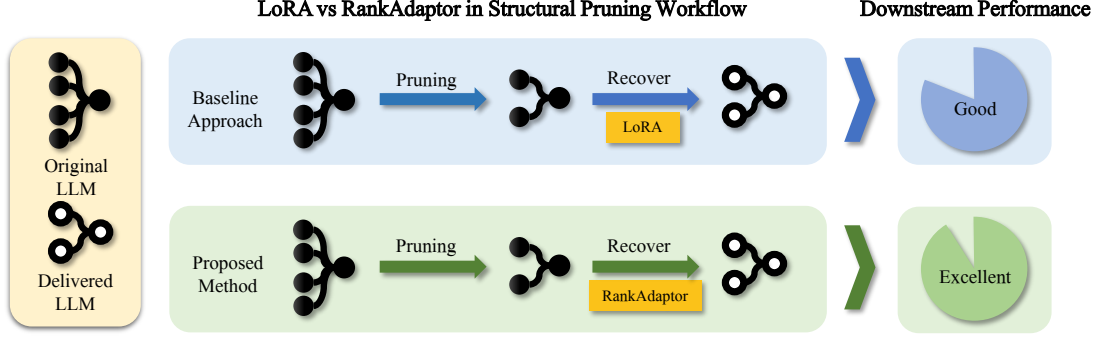 LoRA vs RankAdaptor in Structural Pruning Workflow
Downstream Performance
Original
LLM
Delivered
LLM
Baseline
Approach
Pruning
Recover
LoRA
Good
Proposed
Method
Pruning
Recover
RankAdaptor
Excellent